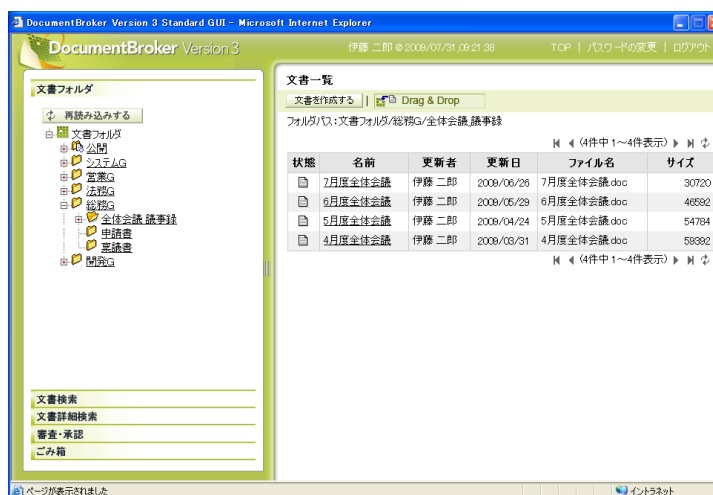 DocumentBroker Version 3 Standard GUI - Microsoft Internet Explorer
DocumentBroker Version 3
伊藤 二郎 @ 2009/07/31,09:21:38 TOP | パスワードの変更 | ログアウト
文書フォルダ
再読み込みする
文書フォルダ
公開
システムG
営業G
法務G
総務G
全体会議 議事録
申請書
稟議書
開発G
文書検索
文書詳細検索
審査・承認
ごみ箱
文書一覧
文書を作成する | Drag & Drop
フォルダパス:文書フォルダ/総務G/全体会議 議事録
(4件中 1~4件表示)
状態 名前 更新者 更新日 ファイル名 サイズ
7月度全体会議 伊藤 二郎 2009/06/26 7月度全体会議.doc 30720
6月度全体会議 伊藤 二郎 2009/05/29 6月度全体会議.doc 46592
5月度全体会議 伊藤 二郎 2009/04/24 5月度全体会議.doc 54784
4月度全体会議 伊藤 二郎 2009/03/31 4月度全体会議.doc 59392
(4件中 1~4件表示)
ページが表示されました
イントラネット